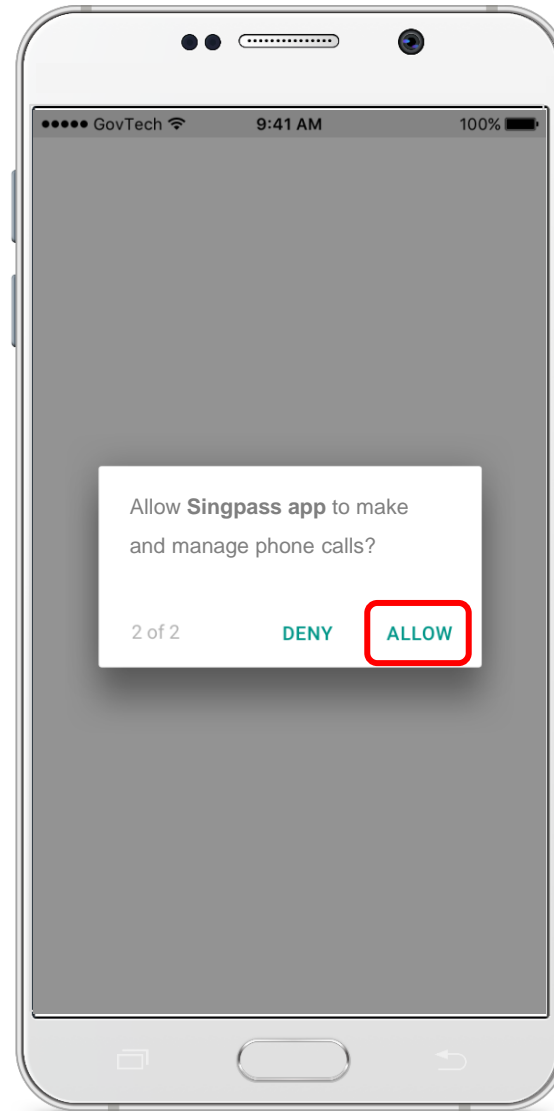 GovTech 9:41 AM 100%
Allow Singpass app to make
and manage phone calls?
2 of 2 DENY ALLOW